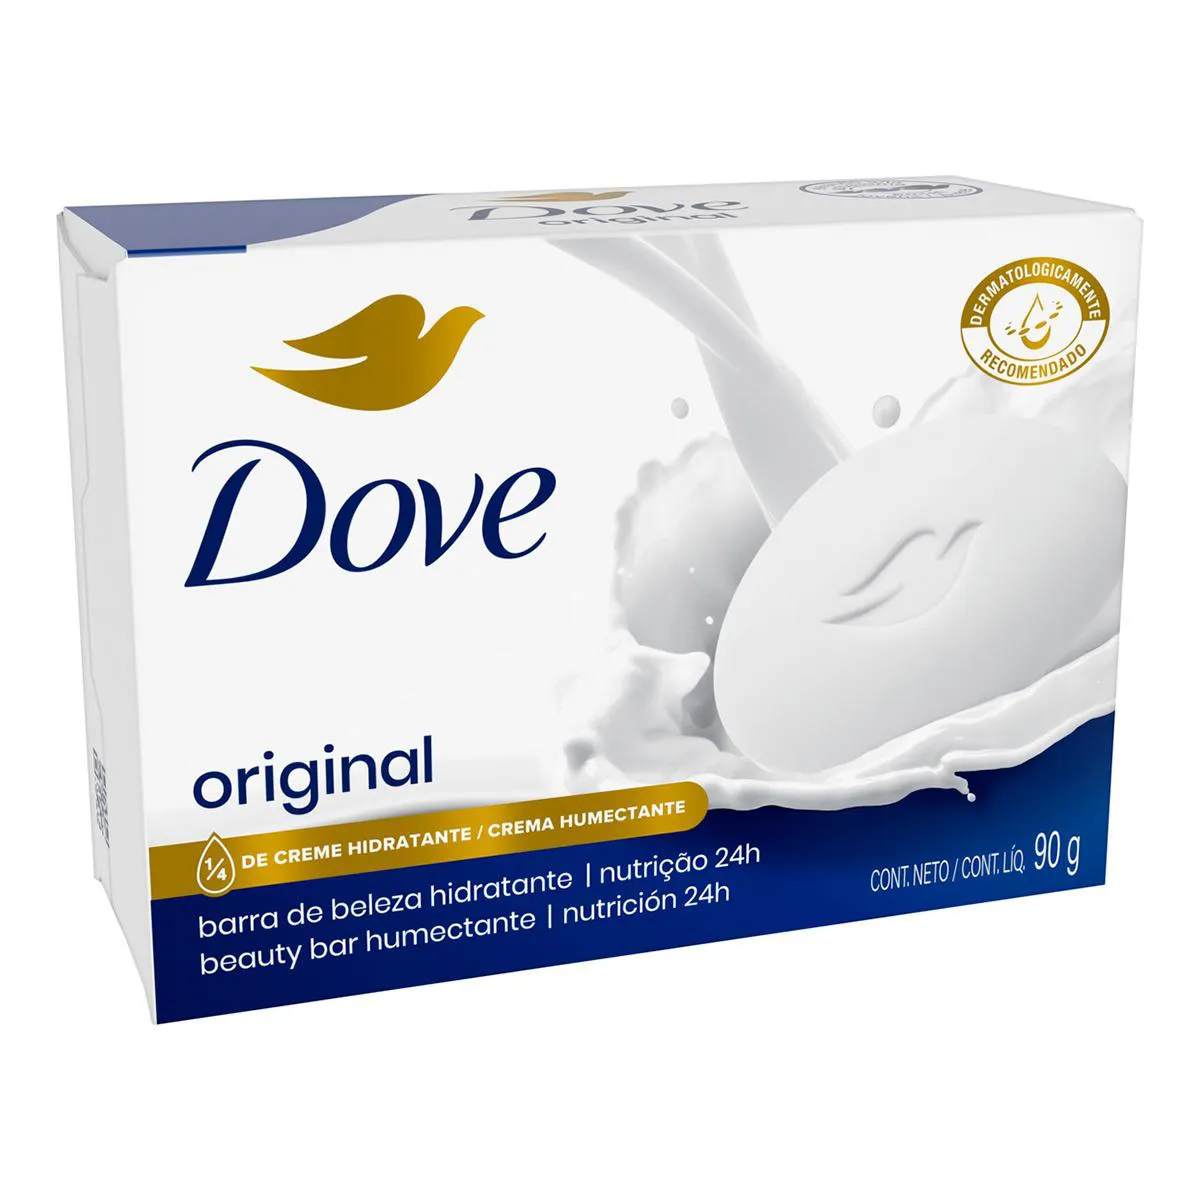 Dove
original
DERMATOLOGICAMENTE
RECOMENDADO
Dove
original
1/4 DE CREME HIDRATANTE / CREMA HUMECTANTE
barra de beleza hidratante | nutrição 24h
beauty bar humectante | nutrición 24h
CONT. NETO / CONT. LÍQ. 90 g